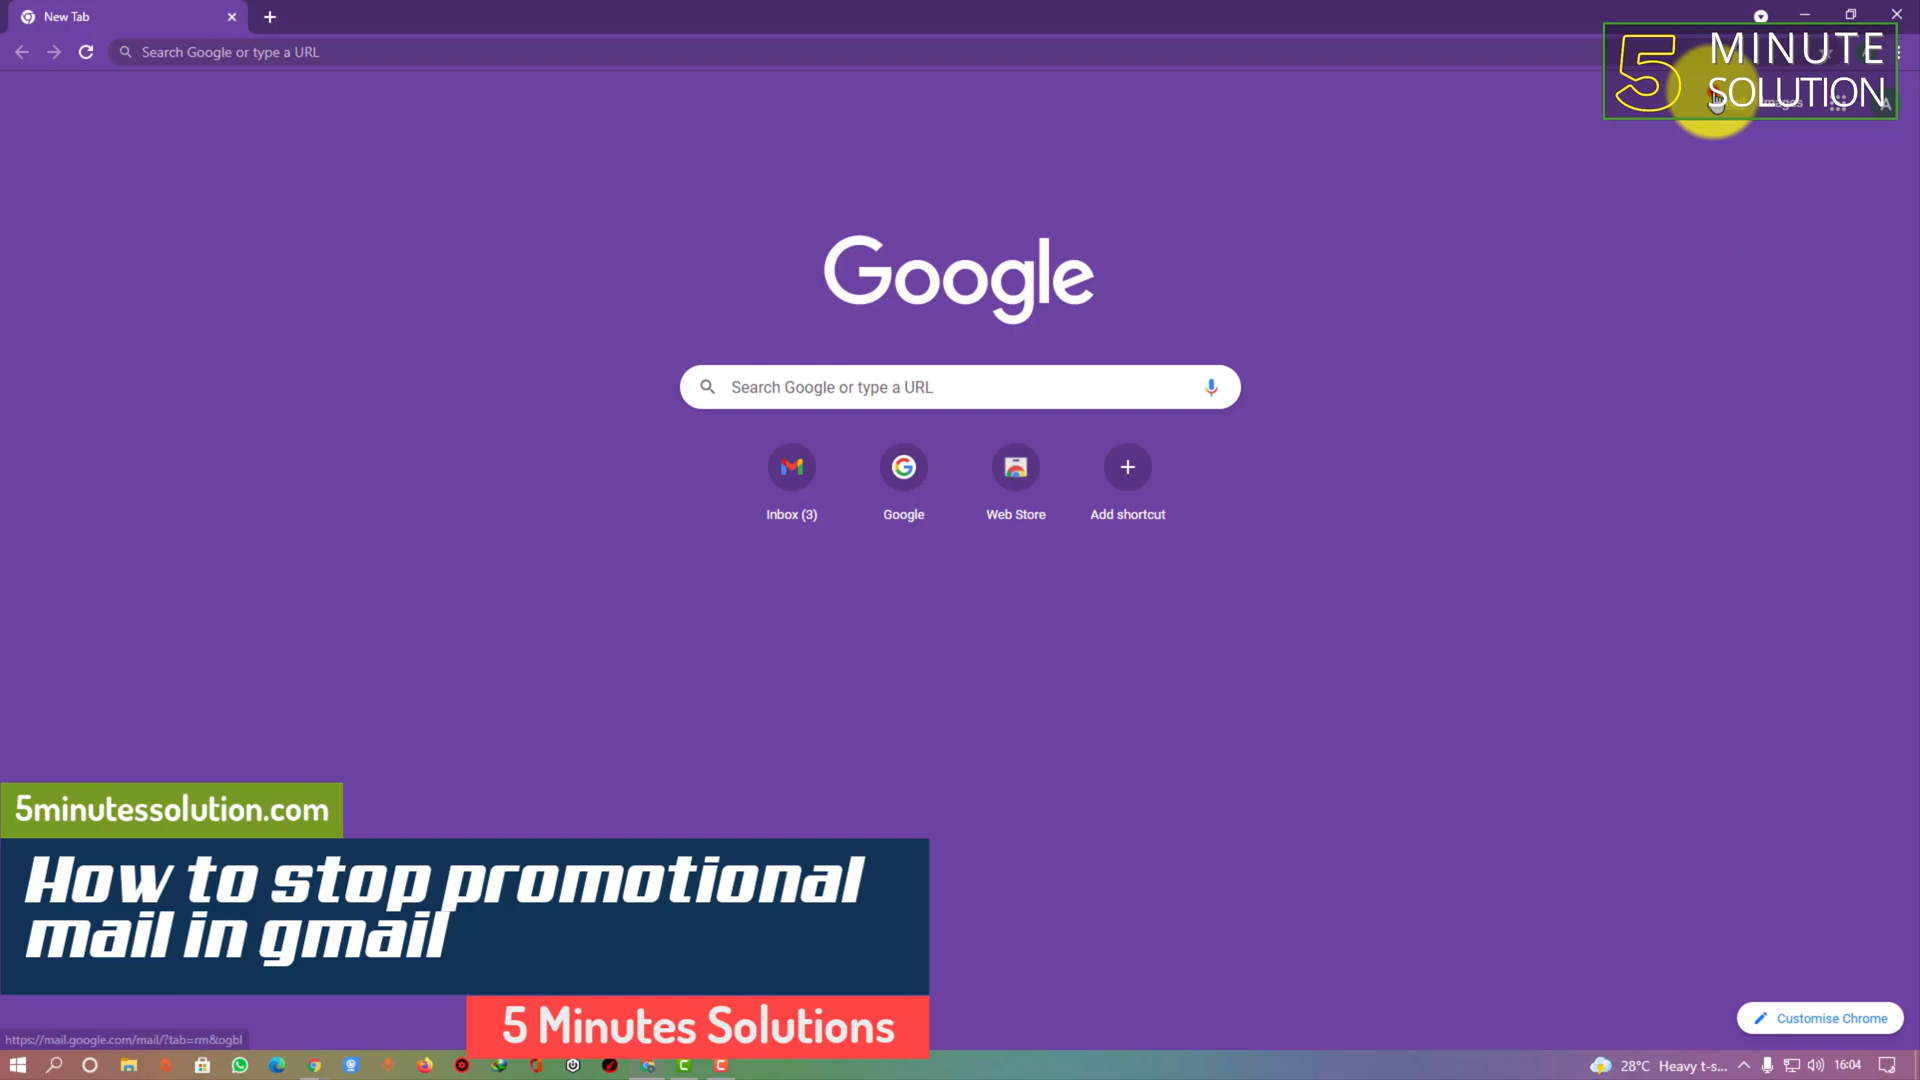 New Tab
Search Google or type a URL
5 MINUTE
SOLUTION
A
Google
Search Google or type a URL
Inbox (3)
Google
Web Store
Add shortcut
5minutessolution.com
How to stop promotional
mail in gmail
5 Minutes Solutions
Customise Chrome
https://mail.google.com/mail/?tab=rm&ogbl
28°C Heavy t-s...
16:04